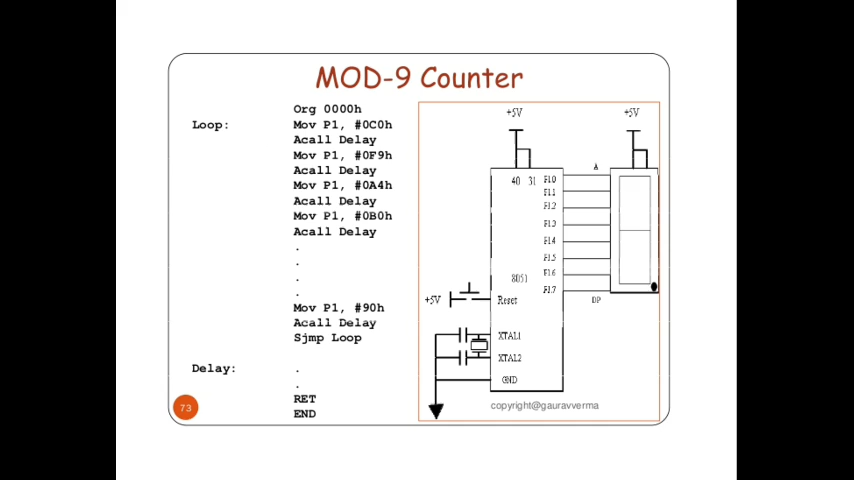 MOD-9 Counter
Org 0000h
Loop: Mov P1, #0C0h
Acall Delay
Mov P1, #0F9h
Acall Delay
Mov P1, #0A4h
Acall Delay
Mov P1, #0B0h
Acall Delay
.
.
.
.
Mov P1, #90h
Acall Delay
Sjmp Loop
Delay: .
.
RET
END
73
+5V
+5V
A
40 31 P1.0
P1.1
P1.2
P1.3
P1.4
P1.5
8051 P1.6
P1.7
+5V Reset DP
XTAL1
XTAL2
GND
copyright@gauravverma